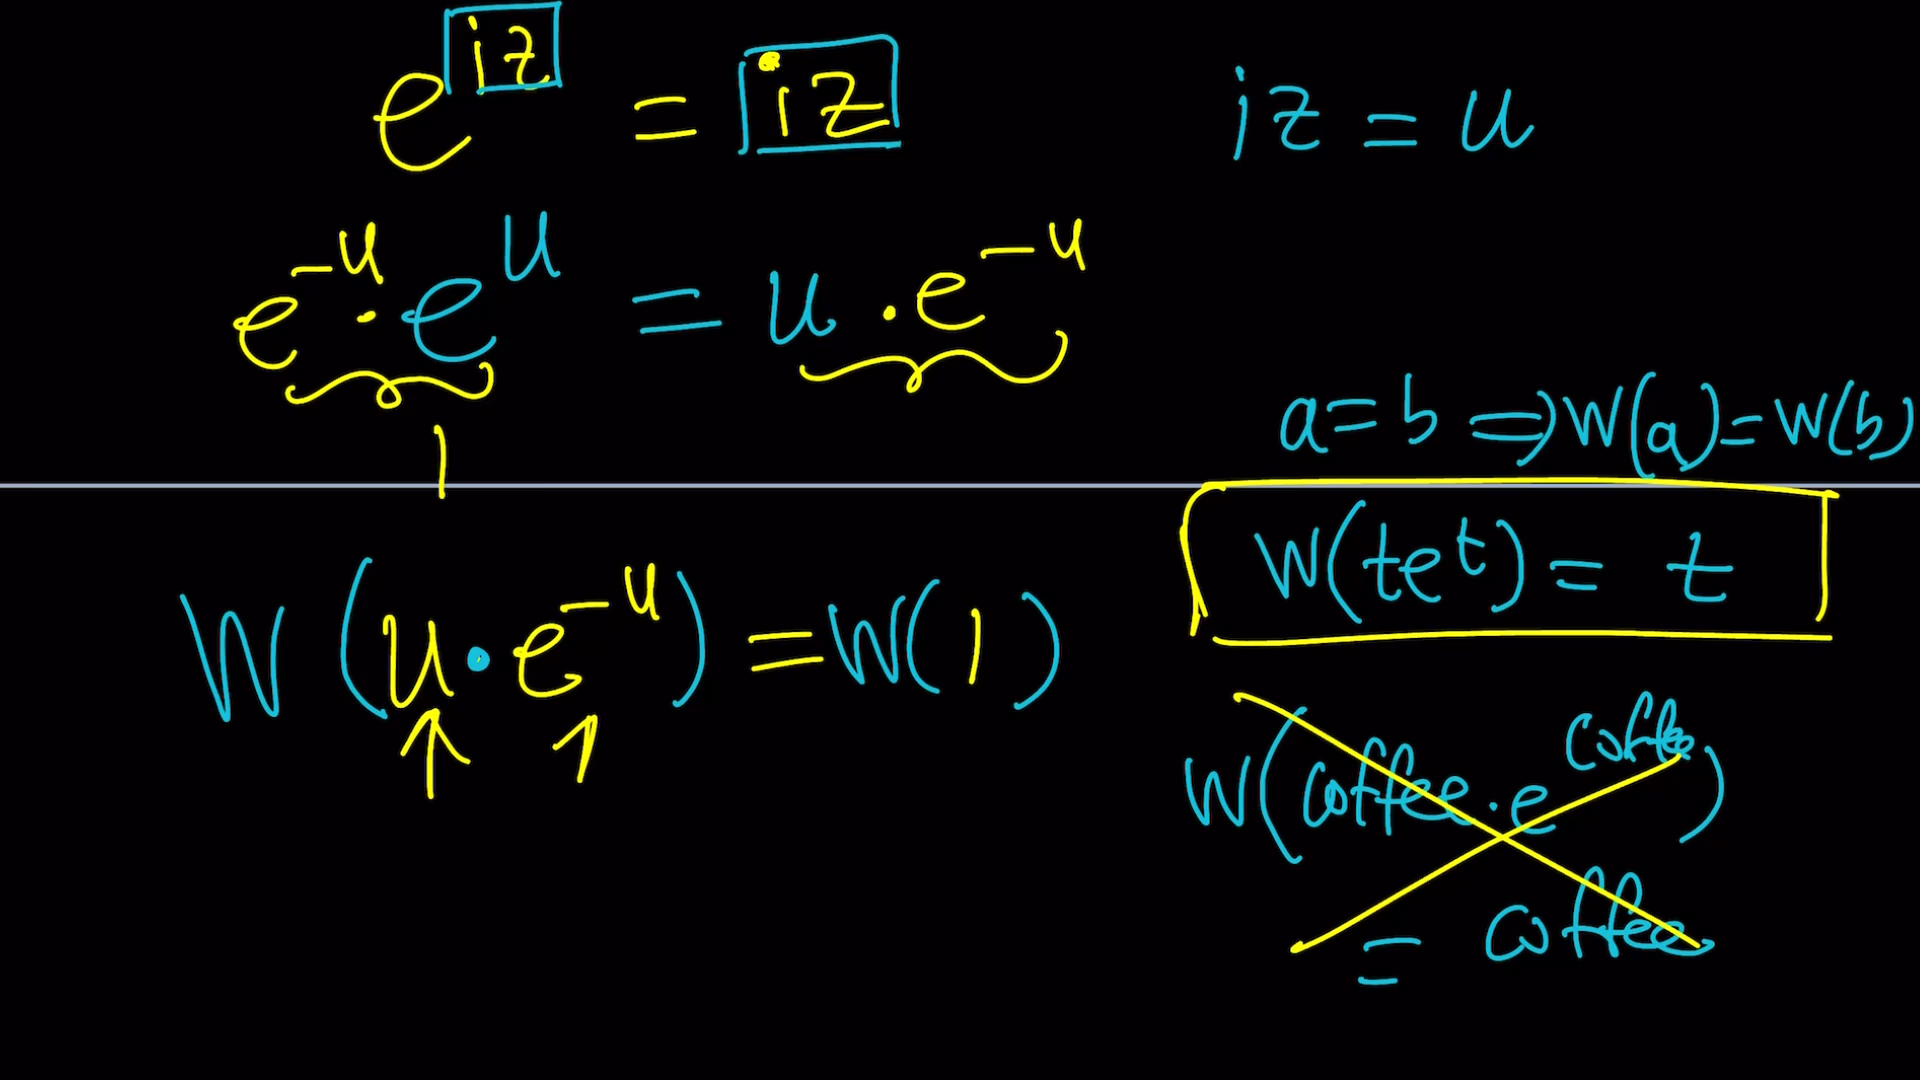 e^{iz} = iz
iz = u
e^{-u} · e^u = u · e^{-u}
1
a = b ⟹ W(a) = W(b)
W(te^t) = t
W(u · e^{-u}) = W(1)
W(coffee · e^{coffee})
= coffee